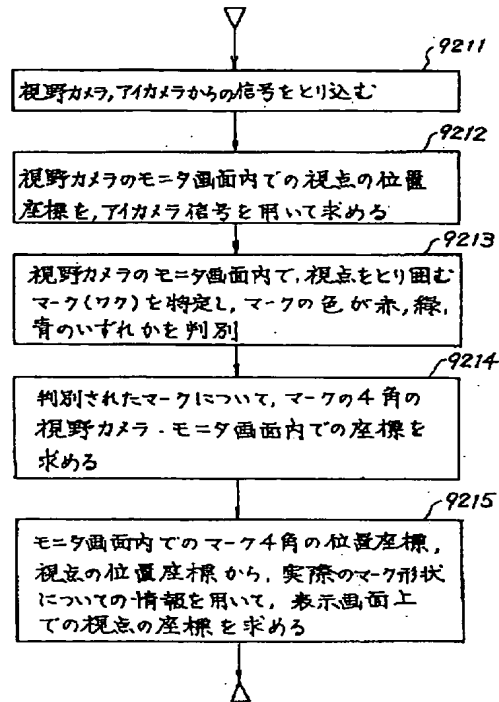 9211
視野カメラ,アイカメラからの信号をとり込む
9212
視野カメラのモニタ画面内での視点の位置
座標を,アイカメラ信号を用いて求める
9213
視野カメラのモニタ画面内で,視点をとり囲む
マーク(ワク)を特定し,マークの色が赤,緑,
青のいずれかを判別
9214
判別されたマークについて,マークの4角の
視野カメラ・モニタ画面内での座標を
求める
9215
モニタ画面内でのマーク4角の位置座標,
視点の位置座標から,実際のマーク形状
についての情報を用いて,表示画面上
での視点の座標を求める